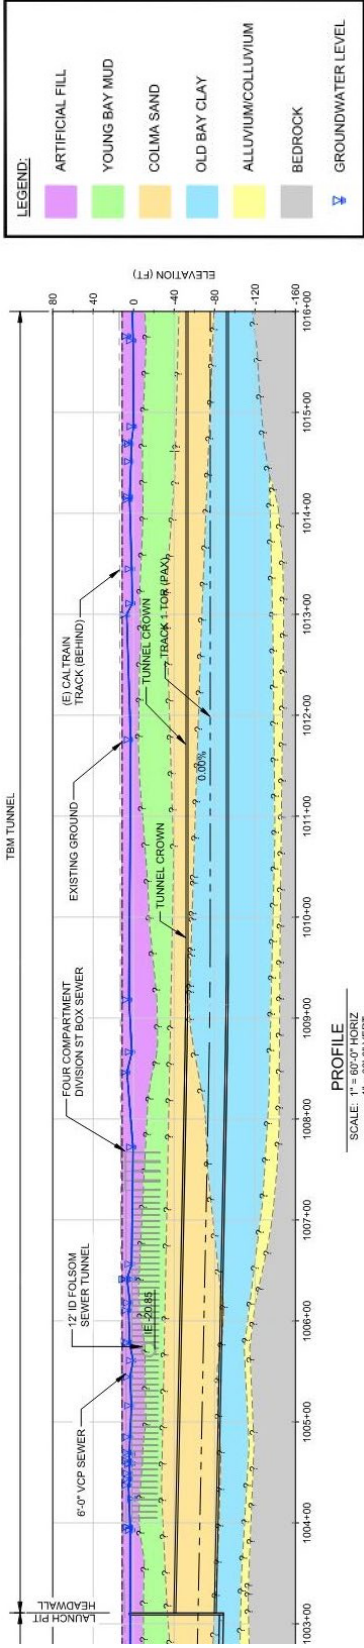 LEGEND:
ARTIFICIAL FILL
YOUNG BAY MUD
COLMA SAND
OLD BAY CLAY
ALLUVIUM/COLLUVIUM
BEDROCK
GROUNDWATER LEVEL
TBM TUNNEL
LAUNCH PIT
HEADWALL
6'-0" VCP SEWER
12' ID FOLSOM
SEWER TUNNEL
IE -20.85
FOUR COMPARTMENT
DIVISION ST BOX SEWER
EXISTING GROUND
(E) CALTRAIN
TRACK (BEHIND)
TUNNEL CROWN
TUNNEL CROWN
TRACK 1 TOR (PAX)
0.00%
ELEVATION (FT)
80
40
0
-40
-80
-120
-160
1003+00
1004+00
1005+00
1006+00
1007+00
1008+00
1009+00
1010+00
1011+00
1012+00
1013+00
1014+00
1015+00
1016+00
PROFILE
SCALE: 1" = 60'-0" HORIZ